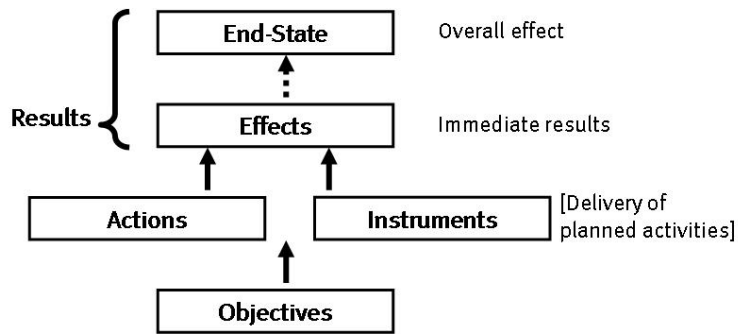 End-State
Overall effect
Results
Effects
Immediate results
Actions
Instruments
[Delivery of
planned activities]
Objectives